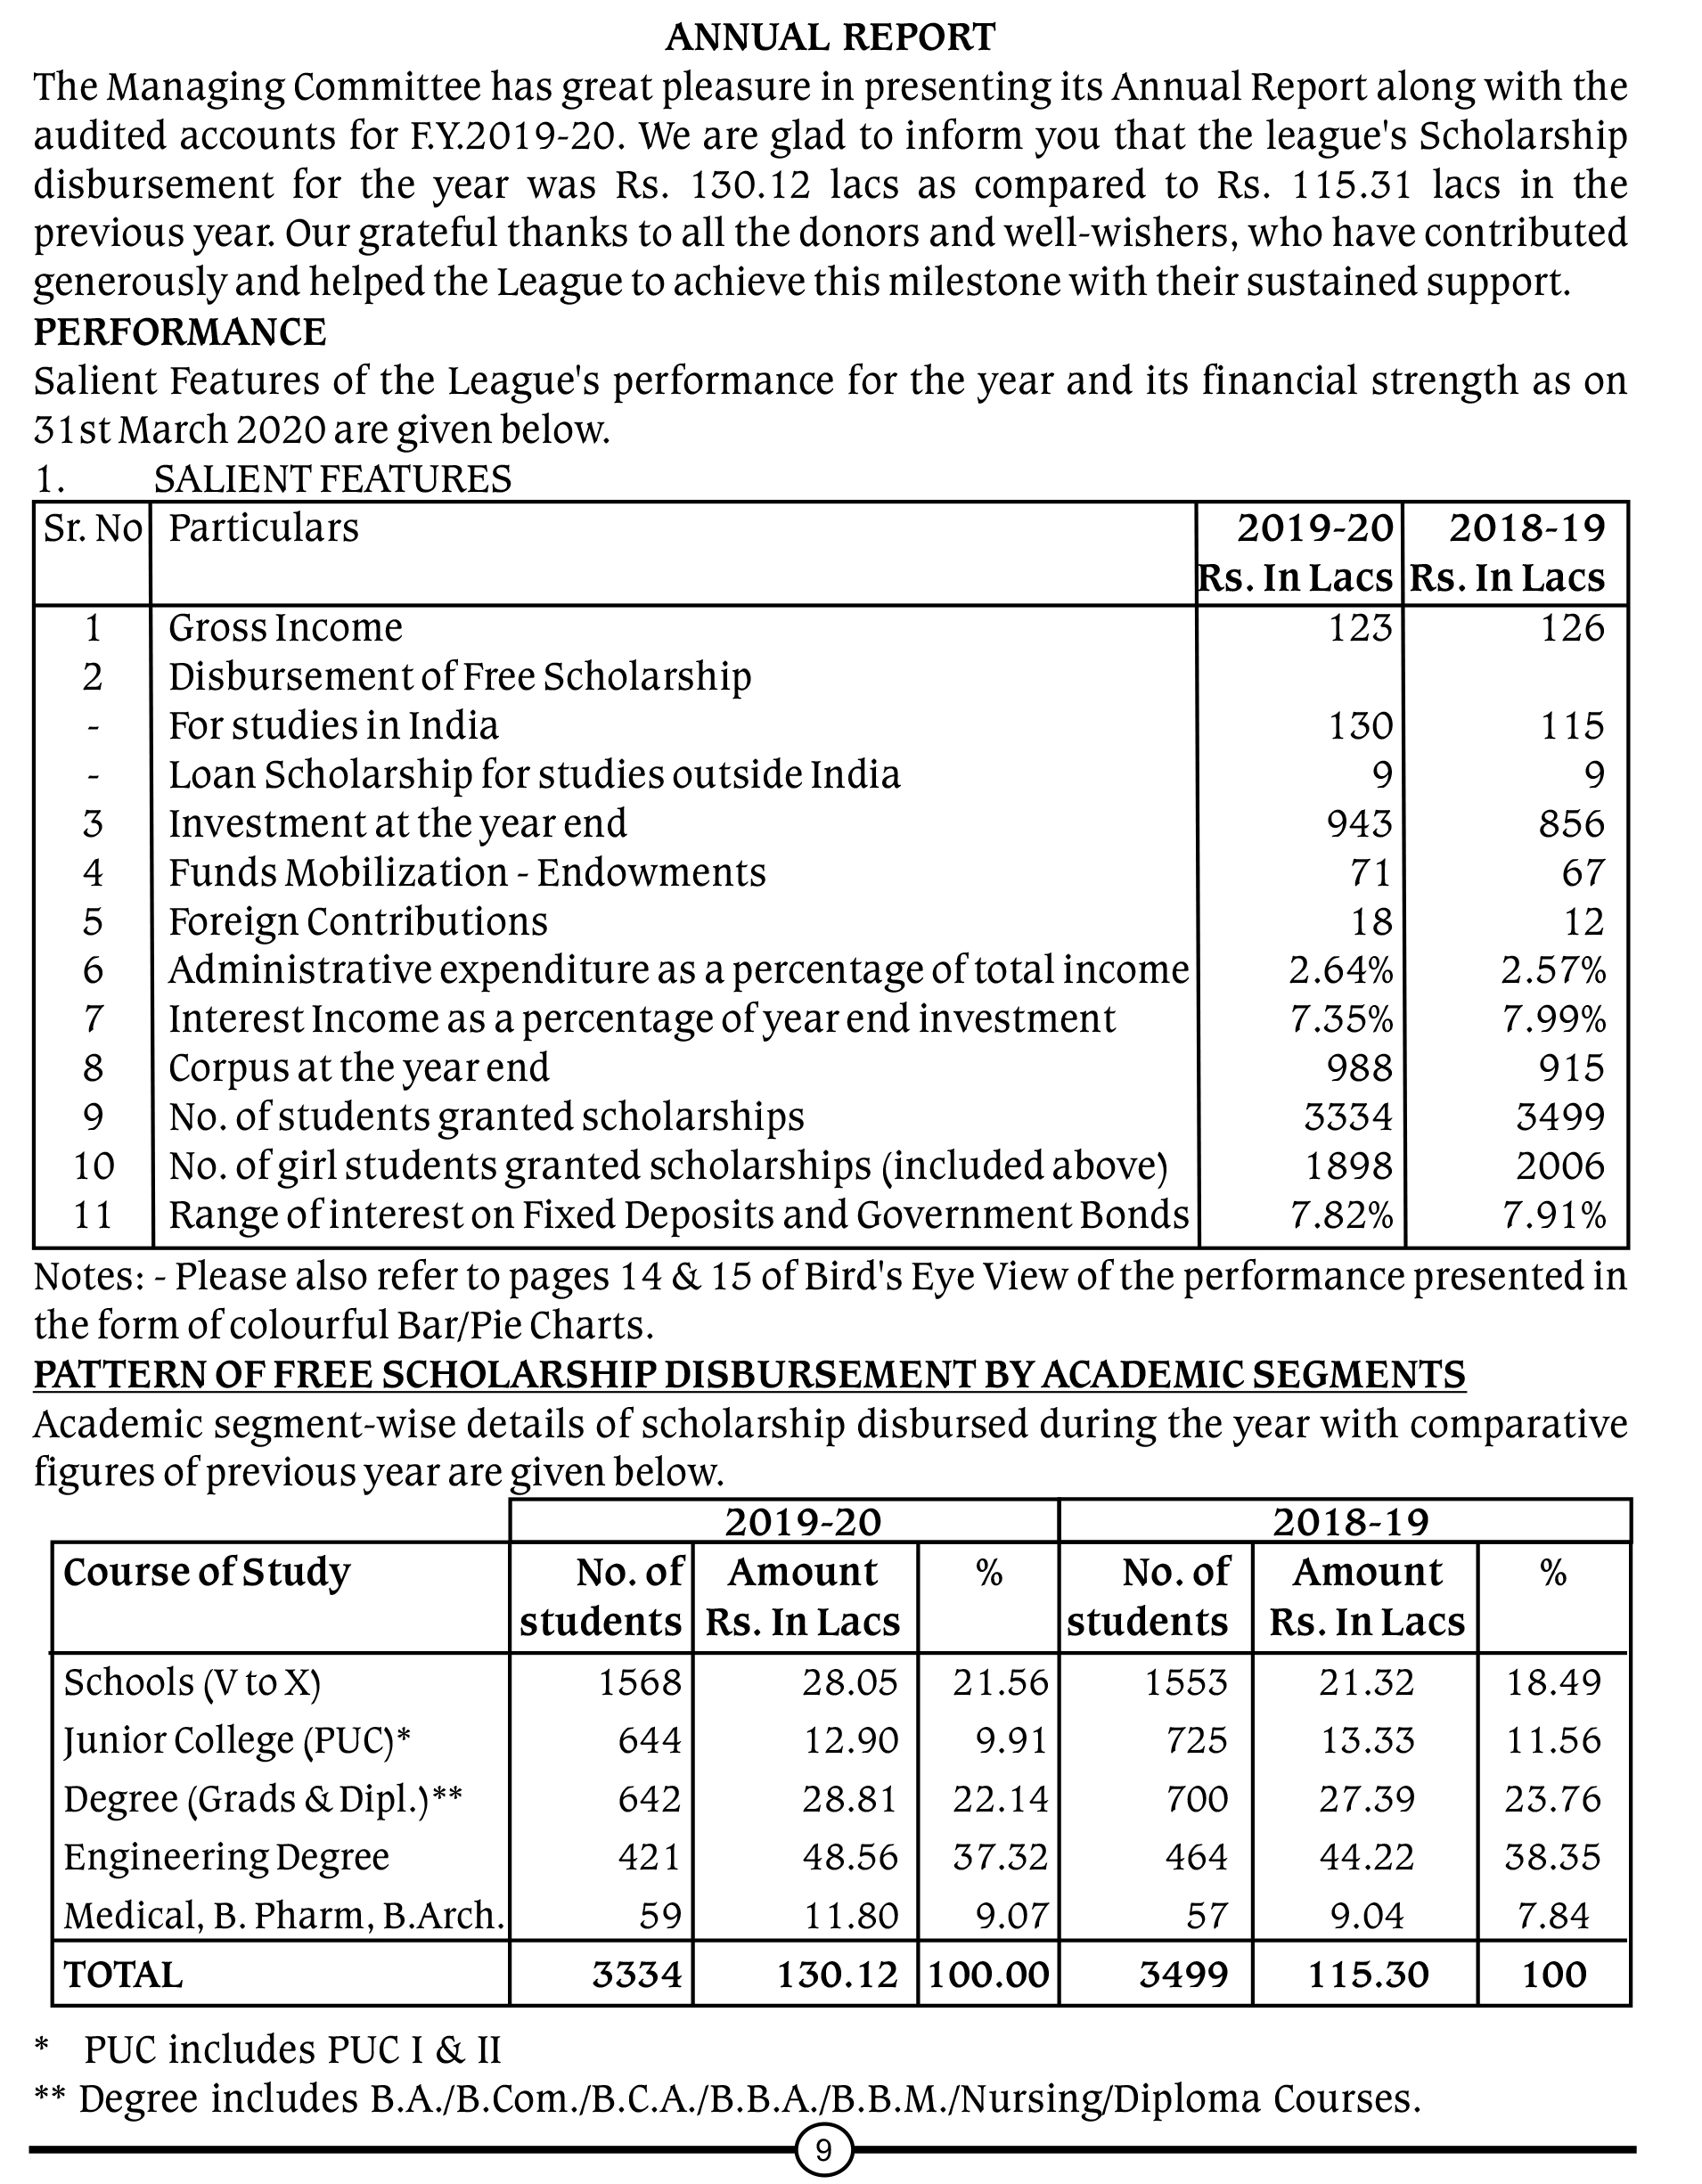 ANNUAL REPORT
The Managing Committee has great pleasure in presenting its Annual Report along with the
audited accounts for F.Y.2019-20. We are glad to inform you that the league's Scholarship
disbursement for the year was Rs. 130.12 lacs as compared to Rs. 115.31 lacs in the
previous year. Our grateful thanks to all the donors and well-wishers, who have contributed
generously and helped the League to achieve this milestone with their sustained support.
PERFORMANCE
Salient Features of the League's performance for the year and its financial strength as on
31st March 2020 are given below.
1. SALIENT FEATURES
Sr. No Particulars 2019-20 2018-19
Rs. In Lacs Rs. In Lacs
1 Gross Income 123 126
2 Disbursement of Free Scholarship
- For studies in India 130 115
- Loan Scholarship for studies outside India 9 9
3 Investment at the year end 943 856
4 Funds Mobilization - Endowments 71 67
5 Foreign Contributions 18 12
6 Administrative expenditure as a percentage of total income 2.64% 2.57%
7 Interest Income as a percentage of year end investment 7.35% 7.99%
8 Corpus at the year end 988 915
9 No. of students granted scholarships 3334 3499
10 No. of girl students granted scholarships (included above) 1898 2006
11 Range of interest on Fixed Deposits and Government Bonds 7.82% 7.91%
Notes: - Please also refer to pages 14 & 15 of Bird's Eye View of the performance presented in
the form of colourful Bar/Pie Charts.
PATTERN OF FREE SCHOLARSHIP DISBURSEMENT BY ACADEMIC SEGMENTS
Academic segment-wise details of scholarship disbursed during the year with comparative
figures of previous year are given below.
2019-20 2018-19
Course of Study No. of Amount % No. of Amount %
students Rs. In Lacs students Rs. In Lacs
Schools (V to X) 1568 28.05 21.56 1553 21.32 18.49
Junior College (PUC)* 644 12.90 9.91 725 13.33 11.56
Degree (Grads & Dipl.)** 642 28.81 22.14 700 27.39 23.76
Engineering Degree 421 48.56 37.32 464 44.22 38.35
Medical, B. Pharm, B.Arch. 59 11.80 9.07 57 9.04 7.84
TOTAL 3334 130.12 100.00 3499 115.30 100
* PUC includes PUC I & II
** Degree includes B.A./B.Com./B.C.A./B.B.A./B.B.M./Nursing/Diploma Courses.
9